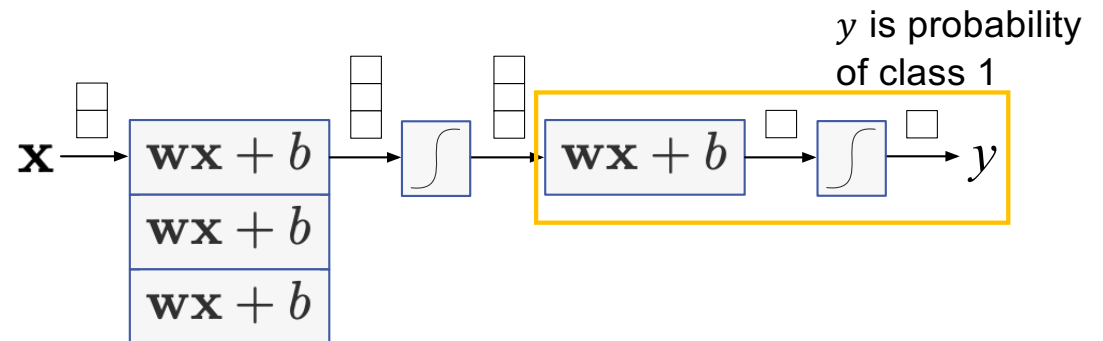 y is probability
of class 1
x
wx + b
wx + b
y
wx + b
wx + b